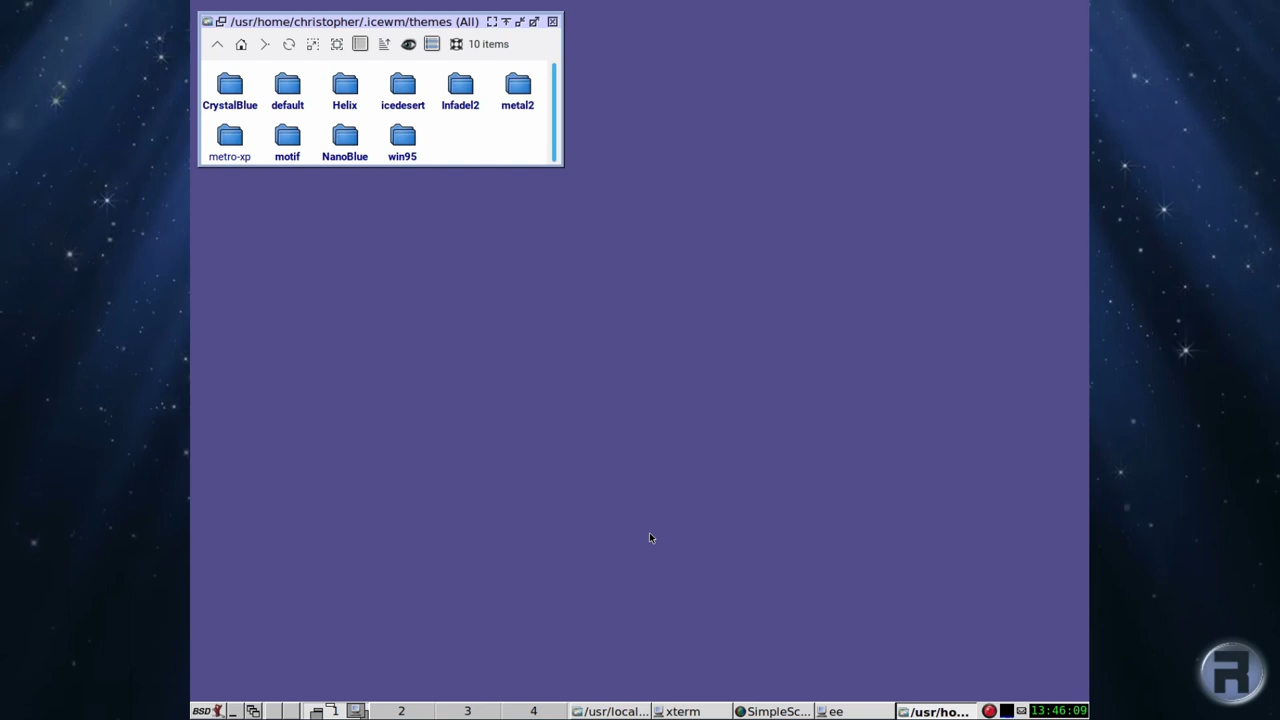 /usr/home/christopher/.icewm/themes (All)
10 items
CrystalBlue default Helix icedesert Infadel2 metal2
metro-xp motif NanoBlue win95
BSD 1 2 3 4 /usr/local... xterm SimpleSc... ee /usr/ho... 13:46:09
R